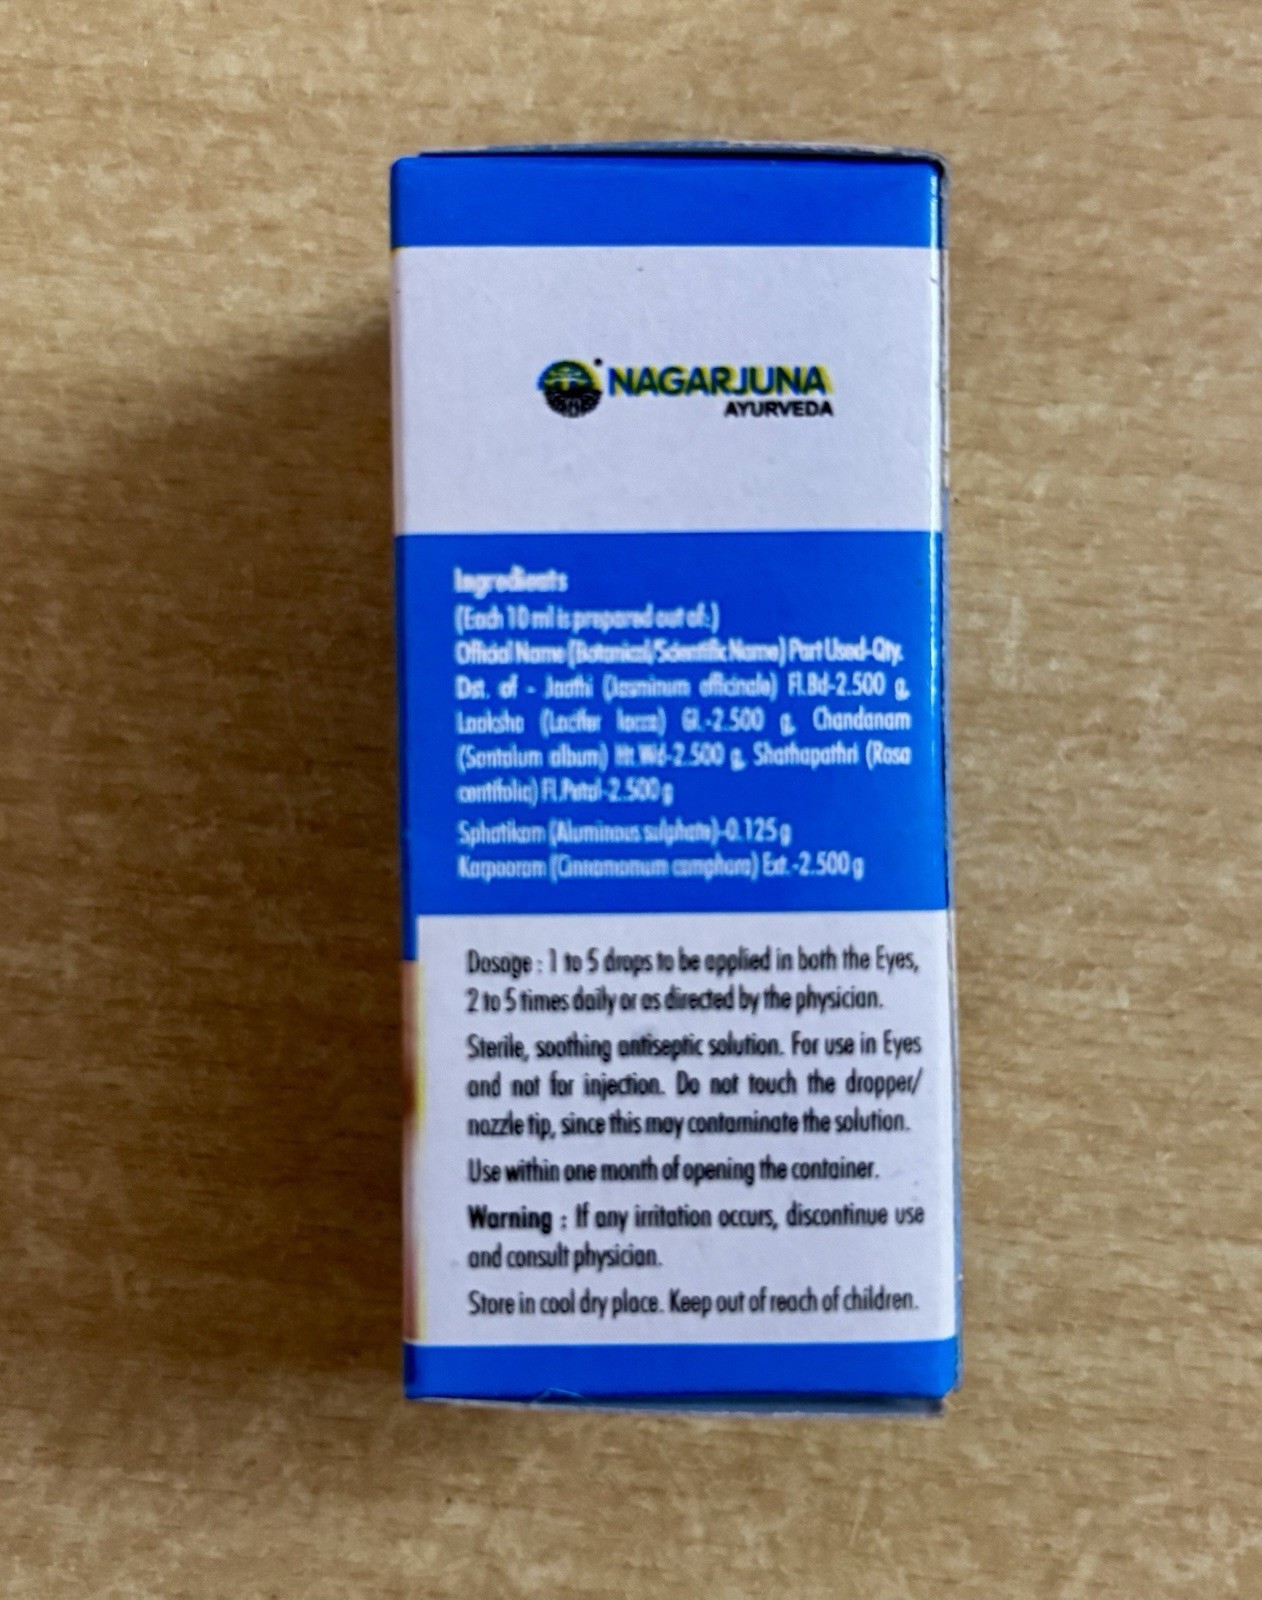 NAGARJUNA
AYURVEDA
Ingredients
(Each 10 ml is prepared out of:)
Official Name (Botanical/Scientific Name) Part Used-Qty.
Dst. of - Jaathi (Jasminum officinale) Fl.Bd-2.500 g,
Laaksha (Laccifer lacca) Gl.-2.500 g, Chandanam
(Santalum album) Ht.Wd-2.500 g, Shathapathri (Rosa
centifolia) Fl.Petal-2.500 g
Sphatikam (Aluminous sulphate)-0.125 g
Karpooram (Cinnamomum camphora) Ext.-2.500 g
Dosage : 1 to 5 drops to be applied in both the Eyes,
2 to 5 times daily or as directed by the physician.
Sterile, soothing antiseptic solution. For use in Eyes
and not for injection. Do not touch the dropper/
nozzle tip, since this may contaminate the solution.
Use within one month of opening the container.
Warning : If any irritation occurs, discontinue use
and consult physician.
Store in cool dry place. Keep out of reach of children.